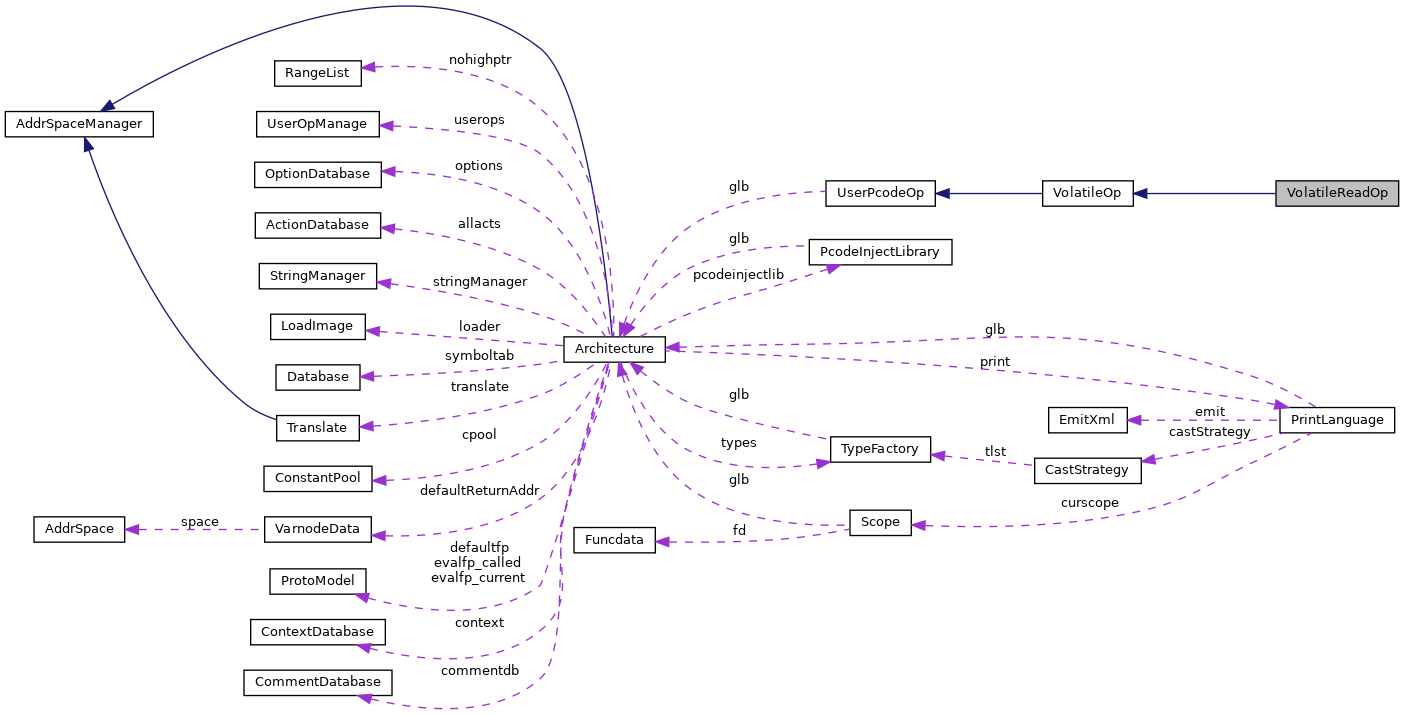 nohighptr
RangeList
AddrSpaceManager
UserOpManage
userops
OptionDatabase
options
ActionDatabase
allacts
StringManager
stringManager
LoadImage
loader
Database
symboltab
Translate
translate
ConstantPool
cpool
AddrSpace
space
VarnodeData
defaultReturnAddr
ProtoModel
defaultfp
evalfp_called
evalfp_current
ContextDatabase
context
CommentDatabase
commentdb
Architecture
Funcdata
glb
UserPcodeOp
VolatileOp
VolatileReadOp
glb
PcodeInjectLibrary
pcodeinjectlib
glb
print
glb
types
TypeFactory
glb
Scope
fd
EmitXml
emit
castStrategy
PrintLanguage
tlst
CastStrategy
curscope